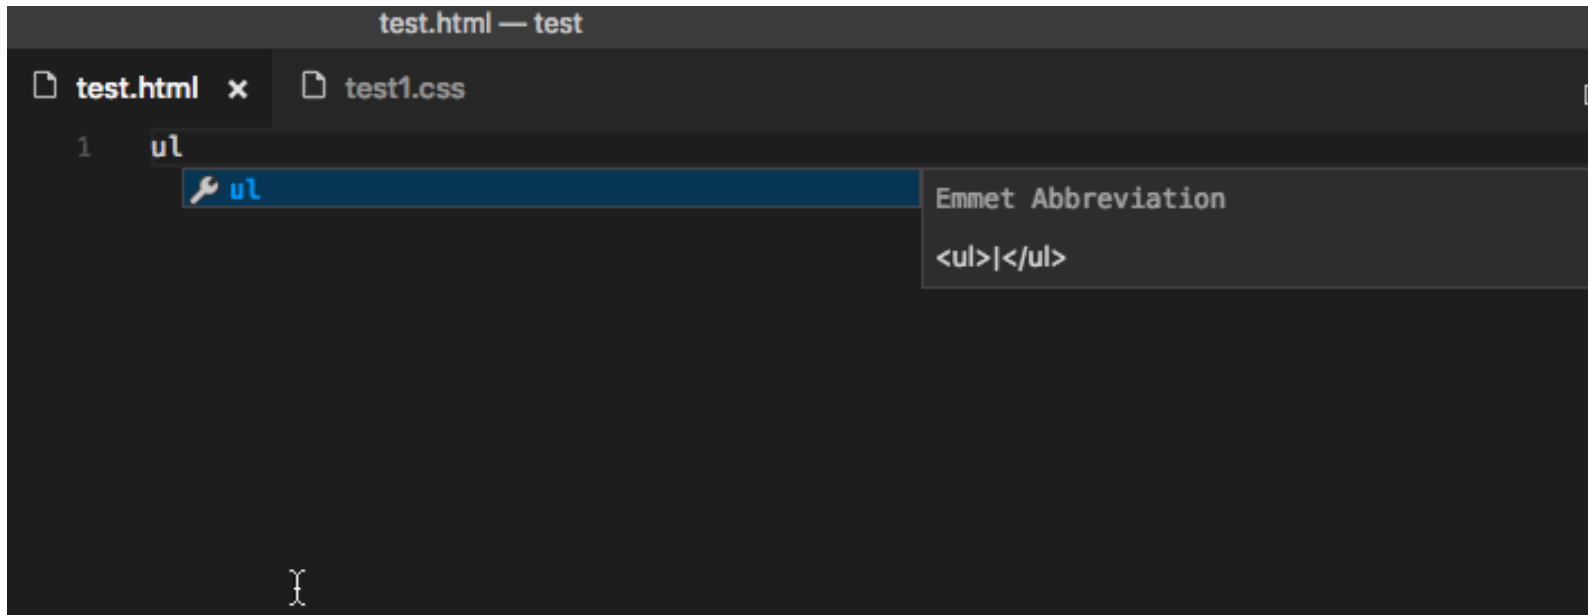 test.html — test
test.html × test1.css
1 ul
ul
Emmet Abbreviation
<ul>|</ul>